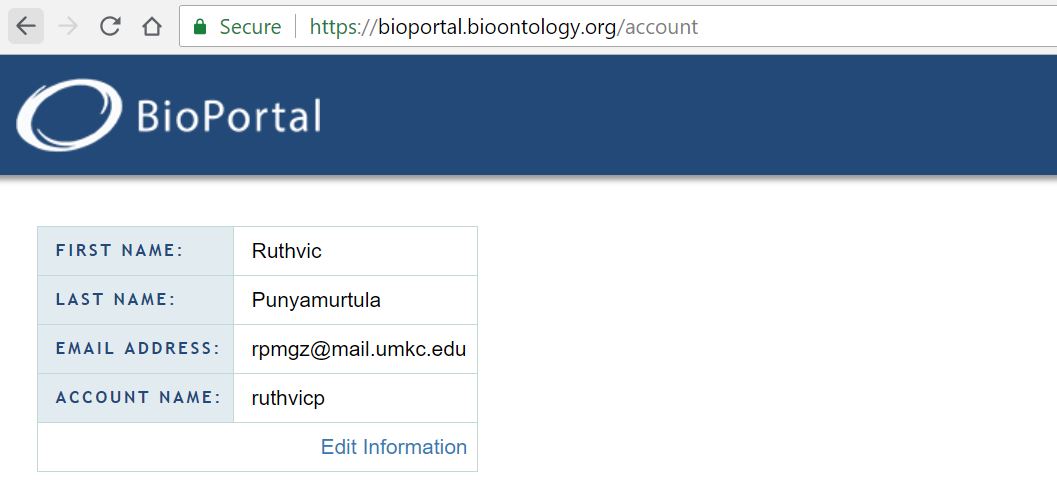 Secure https://bioportal.bioontology.org/account
BioPortal
FIRST NAME: Ruthvic
LAST NAME: Punyamurtula
EMAIL ADDRESS: rpmgz@mail.umkc.edu
ACCOUNT NAME: ruthvicp
Edit Information